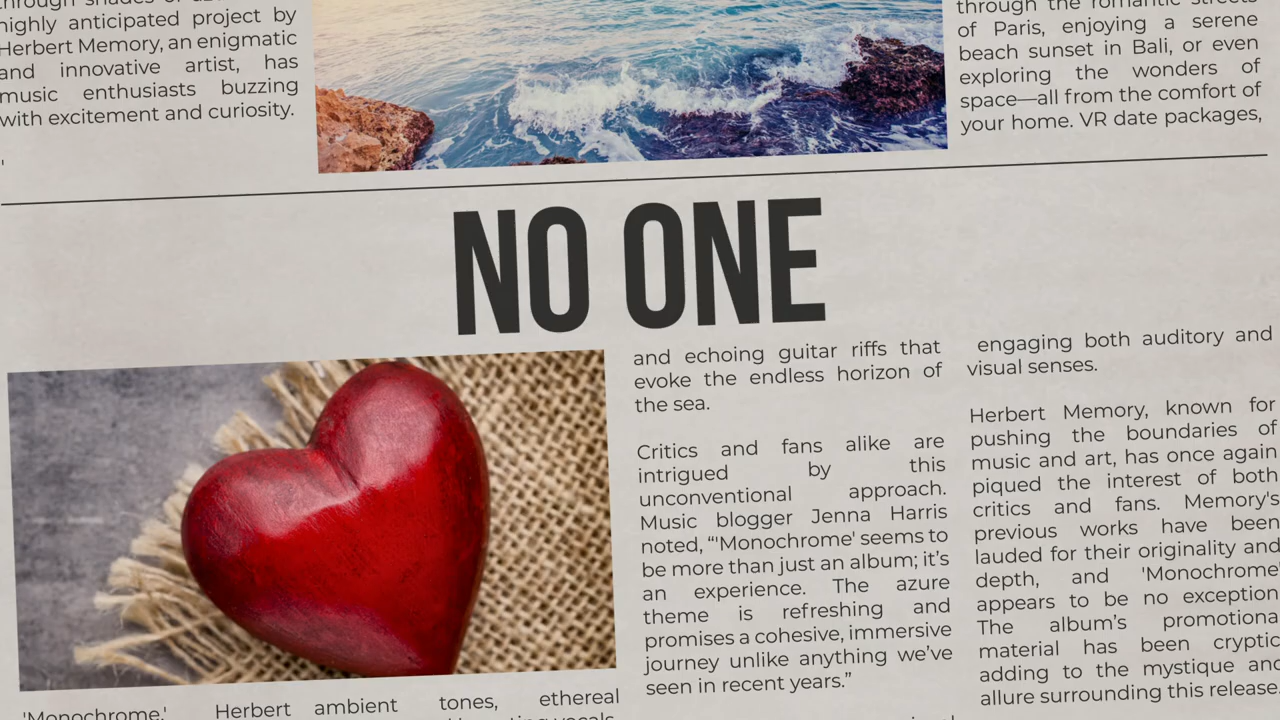 highly anticipated project by
Herbert Memory, an enigmatic
and innovative artist, has
music enthusiasts buzzing
with excitement and curiosity.
'
through the romantic streets
of Paris, enjoying a serene
beach sunset in Bali, or even
exploring the wonders of
space—all from the comfort of
your home. VR date packages,
NO ONE
'Monochrome,' Herbert
ambient tones, ethereal
and echoing guitar riffs that
evoke the endless horizon of
the sea.
Critics and fans alike are
intrigued by this
unconventional approach.
Music blogger Jenna Harris
noted, “'Monochrome' seems to
be more than just an album; it’s
an experience. The azure
theme is refreshing and
promises a cohesive, immersive
journey unlike anything we’ve
seen in recent years.”
engaging both auditory and
visual senses.
Herbert Memory, known for
pushing the boundaries of
music and art, has once again
piqued the interest of both
critics and fans. Memory's
previous works have been
lauded for their originality and
depth, and 'Monochrome'
appears to be no exception
The album’s promotional
material has been cryptic
adding to the mystique and
allure surrounding this release.